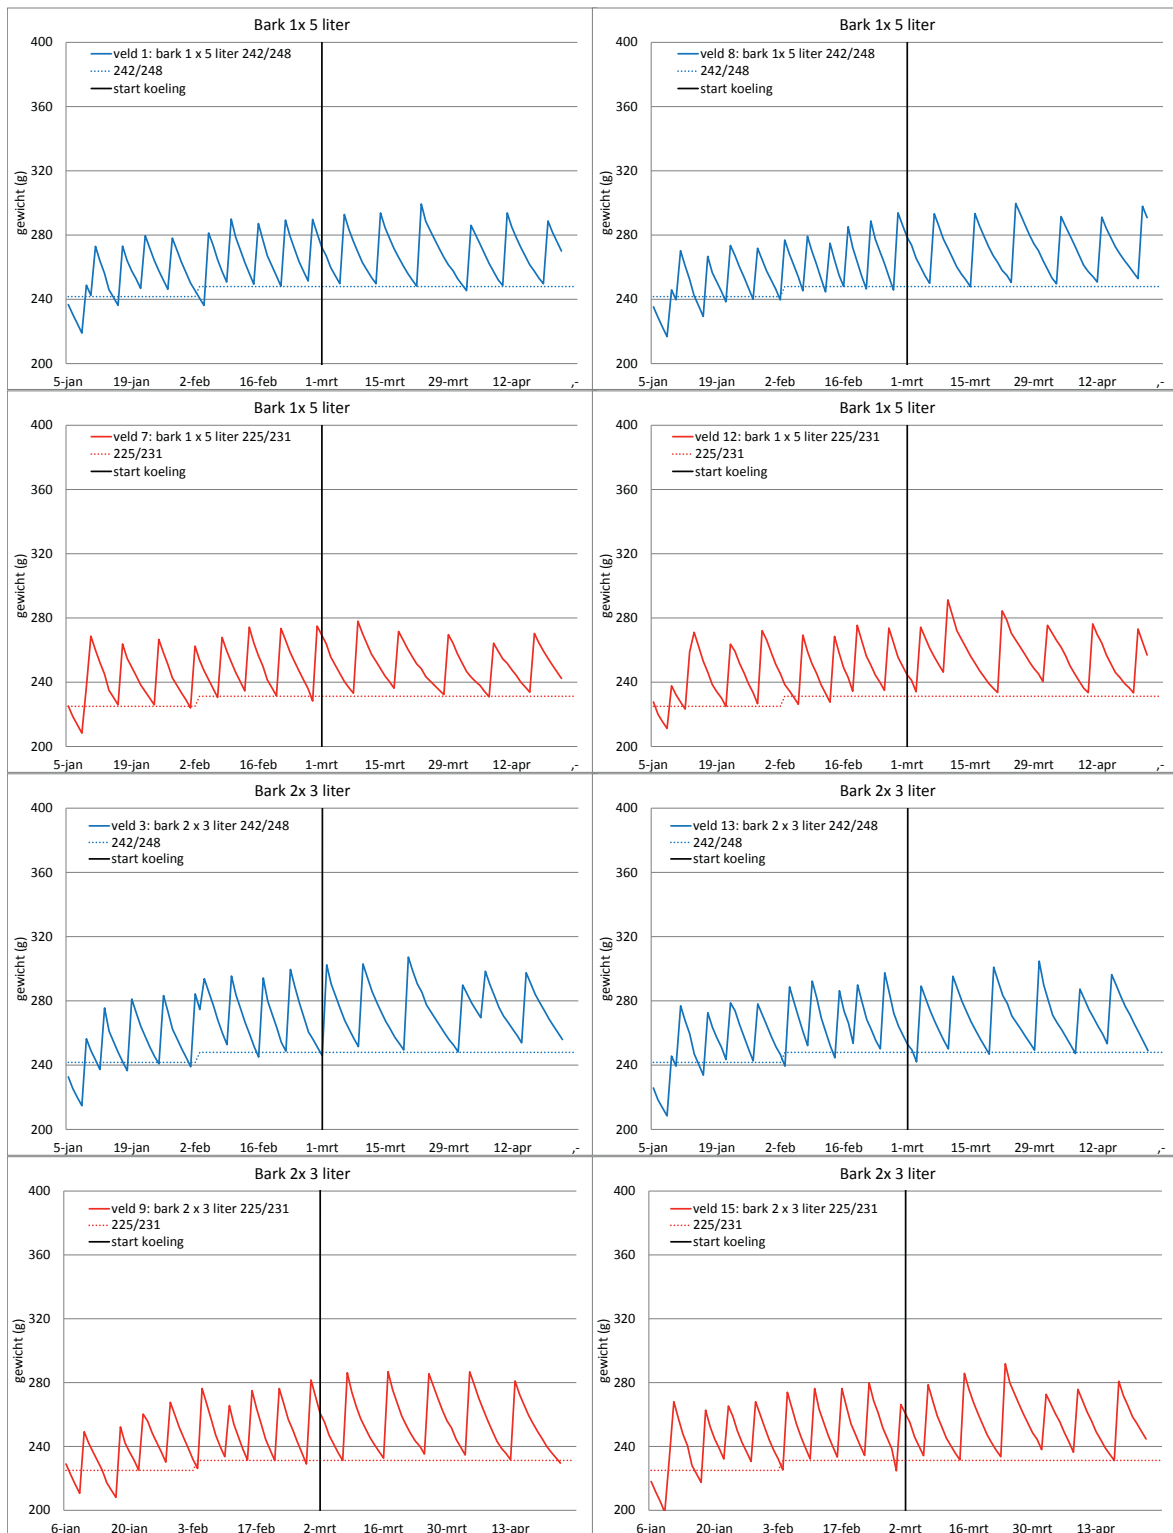 Bark 1x 5 liter
400
360
320
280
240
200
gewicht (g)
veld 1: bark 1 x 5 liter 242/248
242/248
start koeling
5-jan 19-jan 2-feb 16-feb 1-mrt 15-mrt 29-mrt 12-apr ,-
Bark 1x 5 liter
400
360
320
280
240
200
gewicht (g)
veld 8: bark 1x 5 liter 242/248
242/248
start koeling
5-jan 19-jan 2-feb 16-feb 1-mrt 15-mrt 29-mrt 12-apr ,-
Bark 1x 5 liter
400
360
320
280
240
200
gewicht (g)
veld 7: bark 1 x 5 liter 225/231
225/231
start koeling
5-jan 19-jan 2-feb 16-feb 1-mrt 15-mrt 29-mrt 12-apr ,-
Bark 1x 5 liter
400
360
320
280
240
200
gewicht (g)
veld 12: bark 1 x 5 liter 225/231
225/231
start koeling
5-jan 19-jan 2-feb 16-feb 1-mrt 15-mrt 29-mrt 12-apr ,-
Bark 2x 3 liter
400
360
320
280
240
200
gewicht (g)
veld 3: bark 2 x 3 liter 242/248
242/248
start koeling
5-jan 19-jan 2-feb 16-feb 1-mrt 15-mrt 29-mrt 12-apr ,-
Bark 2x 3 liter
400
360
320
280
240
200
gewicht (g)
veld 13: bark 2 x 3 liter 242/248
242/248
start koeling
5-jan 19-jan 2-feb 16-feb 1-mrt 15-mrt 29-mrt 12-apr ,-
Bark 2x 3 liter
400
360
320
280
240
200
gewicht (g)
veld 9: bark 2 x 3 liter 225/231
225/231
start koeling
6-jan 20-jan 3-feb 17-feb 2-mrt 16-mrt 30-mrt 13-apr
Bark 2x 3 liter
400
360
320
280
240
200
gewicht (g)
veld 15: bark 2 x 3 liter 225/231
225/231
start koeling
6-jan 20-jan 3-feb 17-feb 2-mrt 16-mrt 30-mrt 13-apr